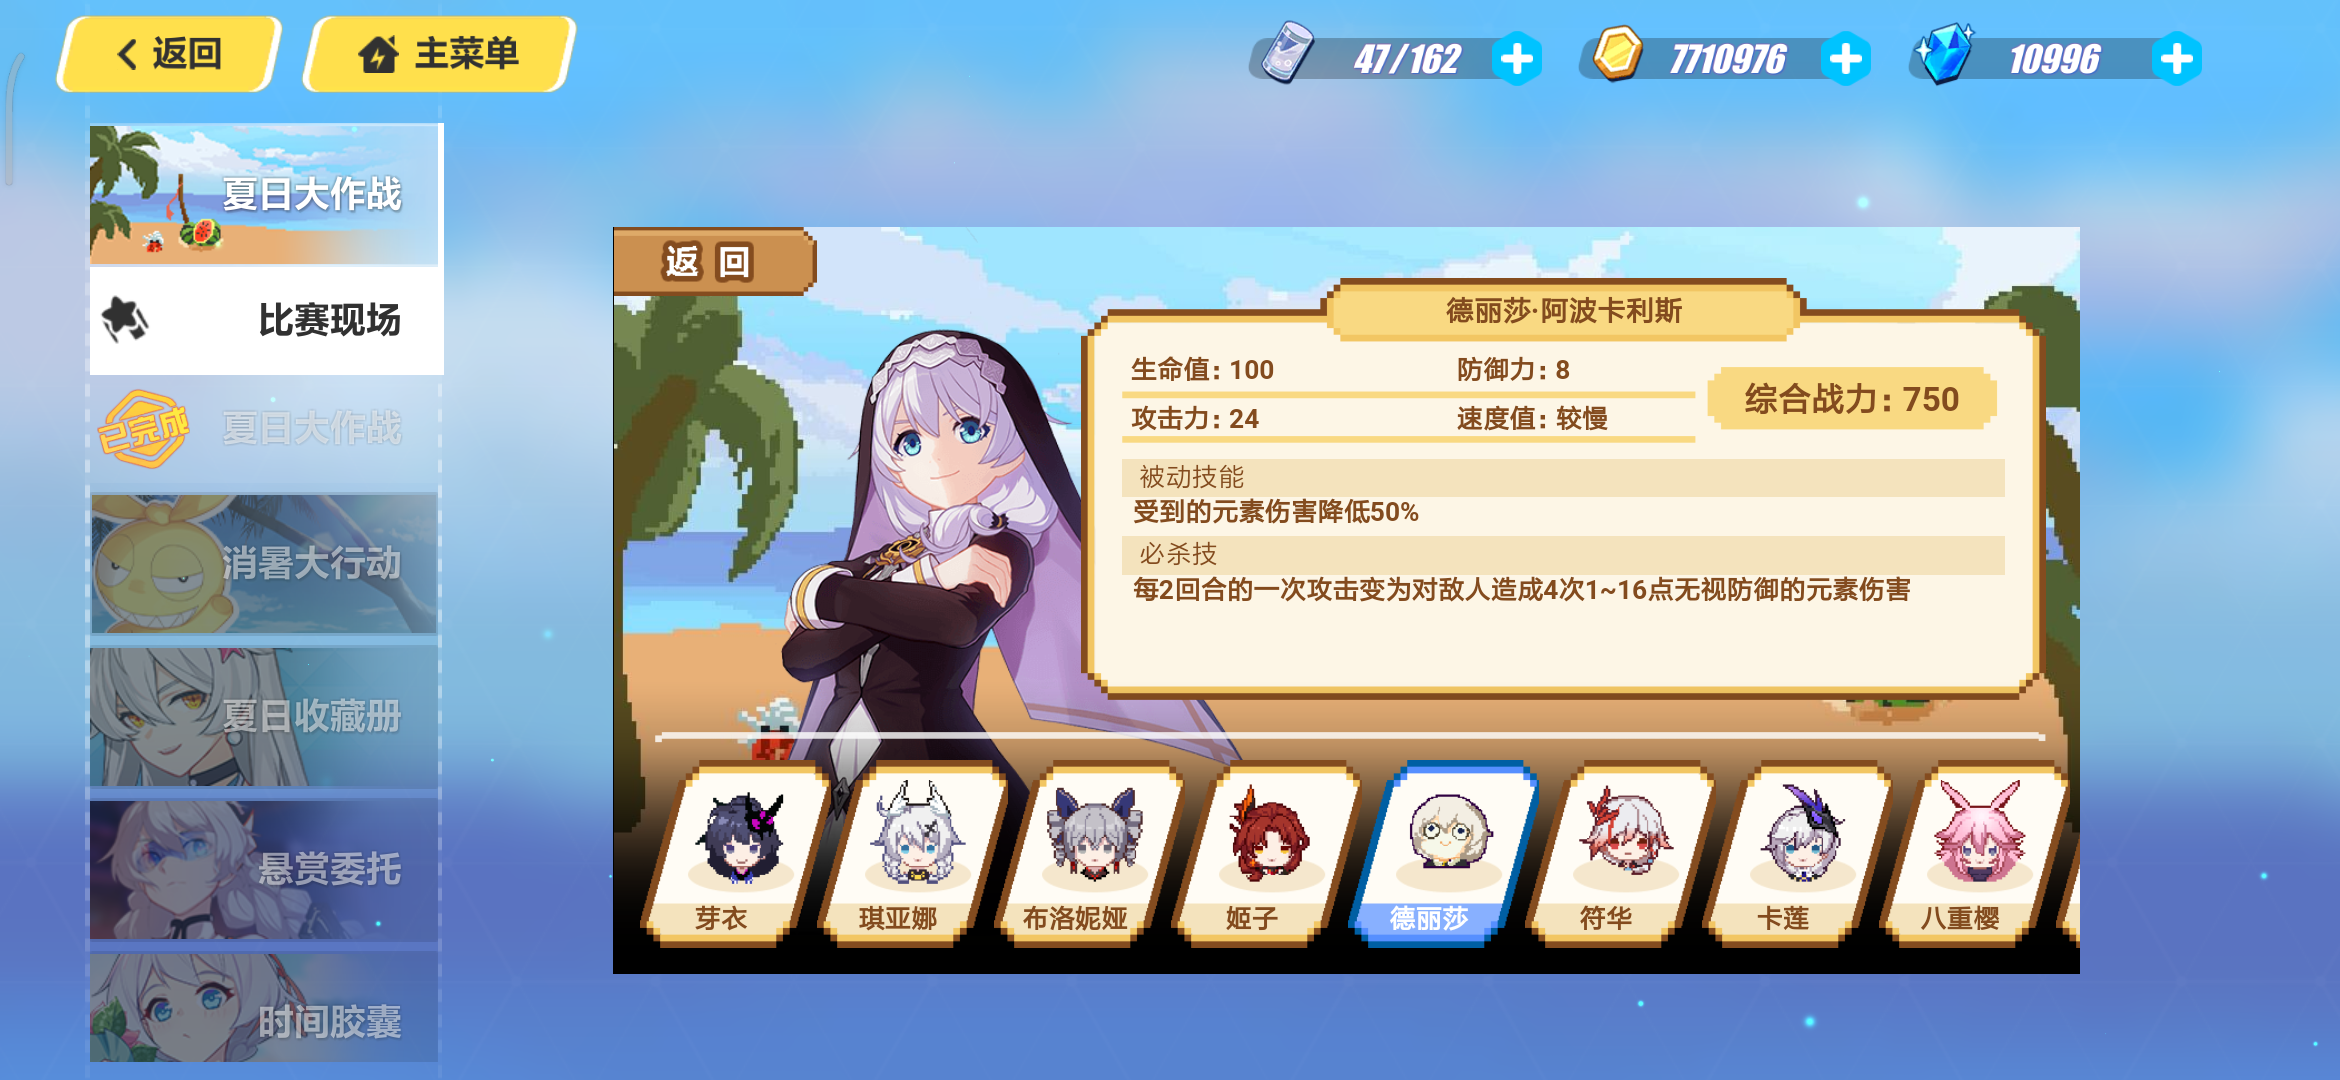 返回
主菜单
47/162
7710976
10996
夏日大作战
比赛现场
已完成
夏日大作战
消暑大行动
夏日收藏册
悬赏委托
时间胶囊
返 回
德丽莎·阿波卡利斯
生命值: 100
防御力: 8
攻击力: 24
速度值: 较慢
综合战力: 750
被动技能
受到的元素伤害降低50%
必杀技
每2回合的一次攻击变为对敌人造成4次1~16点无视防御的元素伤害
芽衣
琪亚娜
布洛妮娅
姬子
德丽莎
符华
卡莲
八重樱